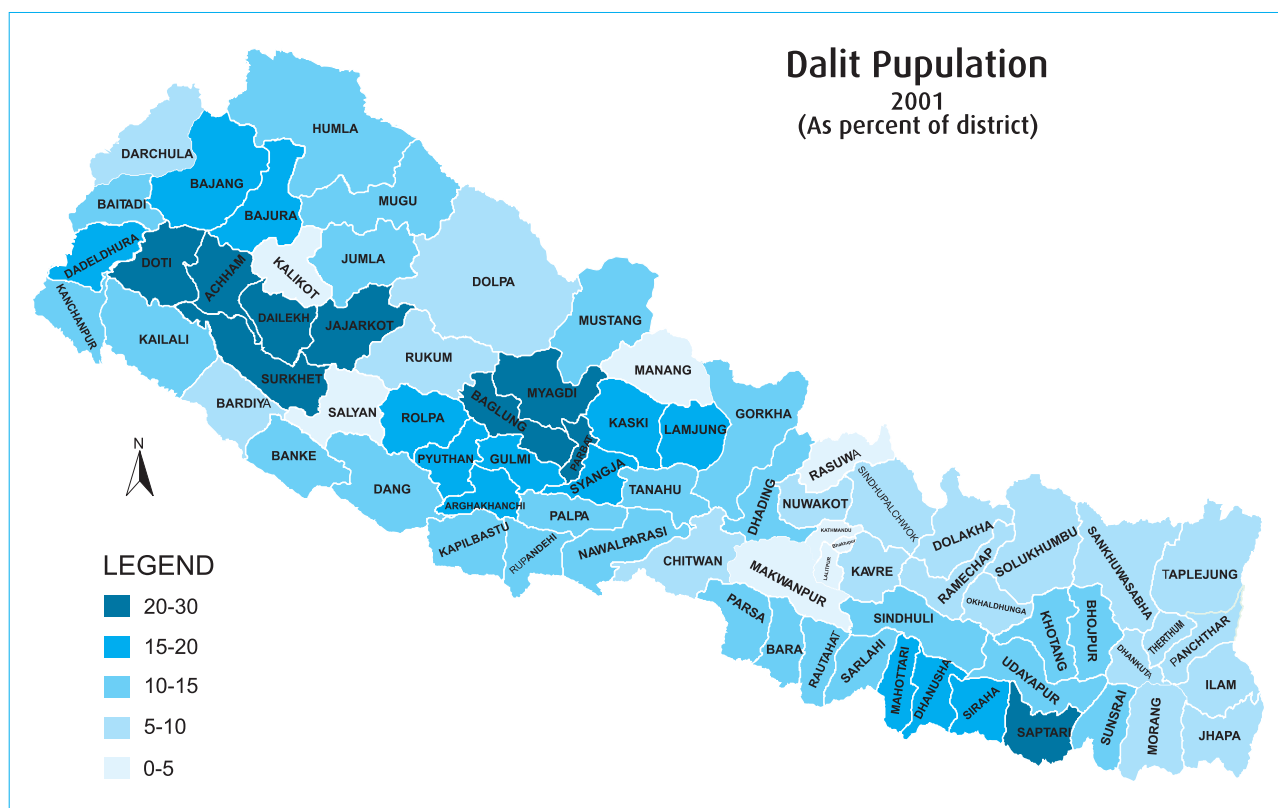 Dalit Pupulation
2001
(As percent of district)
HUMLA
DARCHULA
BAJANG
BAITADI
BAJURA
MUGU
DADELDHURA
DOTI
ACHHAM
KALIKOT
JUMLA
DOLPA
KANCHANPUR
KAILALI
DAILEKH
JAJARKOT
MUSTANG
RUKUM
SURKHET
MANANG
BARDIYA
SALYAN
ROLPA
BAGLUNG
MYAGDI
KASKI
LAMJUNG
GORKHA
N
BANKE
PYUTHAN
GULMI
PARBAT
SYANGJA
DANG
TANAHU
ARGHAKHANCHI
PALPA
DHADING
RASUWA
NUWAKOT
SINDHUPALCHWOK
KAPILBASTU
RUPANDEHI
NAWALPARASI
CHITWAN
KATHMANDU
Bhaktapur
LALITPUR
MAKWANPUR
KAVRE
DOLAKHA
RAMECHAP
SOLUKHUMBU
SANKHUWASABHA
TAPLEJUNG
OKHALDHUNGA
PARSA
BARA
RAUTAHAT
SARLAHI
SINDHULI
MAHOTTARI
DHANUSHA
SIRAHA
UDAYAPUR
KHOTANG
BHOJPUR
DHANKUTA
THERTHUM
PANCHTHAR
SAPTARI
SUNSRAI
MORANG
ILAM
JHAPA
LEGEND
20-30
15-20
10-15
5-10
0-5